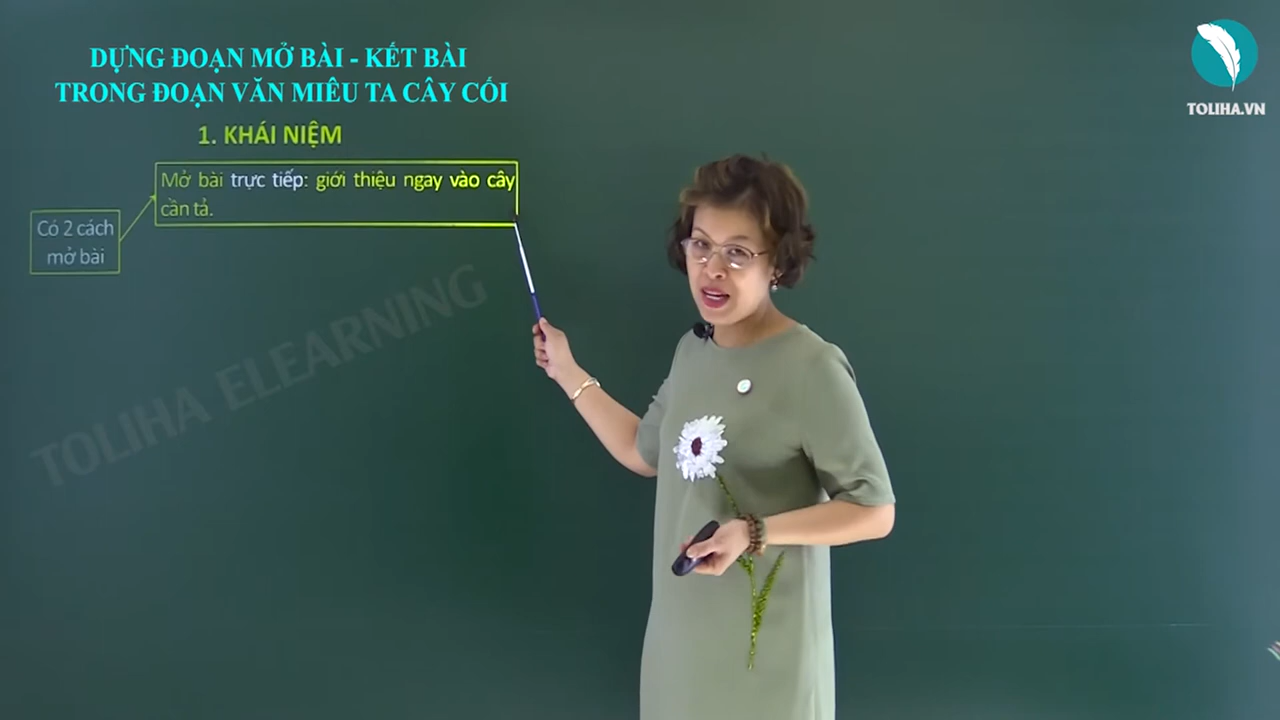 DỰNG ĐOẠN MỞ BÀI - KẾT BÀI
TRONG ĐOẠN VĂN MIÊU TA CÂY CỐI
TOLIHA.VN
1. KHÁI NIỆM
Mở bài trực tiếp: giới thiệu ngay vào cây
cần tả.
Có 2 cách
mở bài
TOLIHA ELEARNING